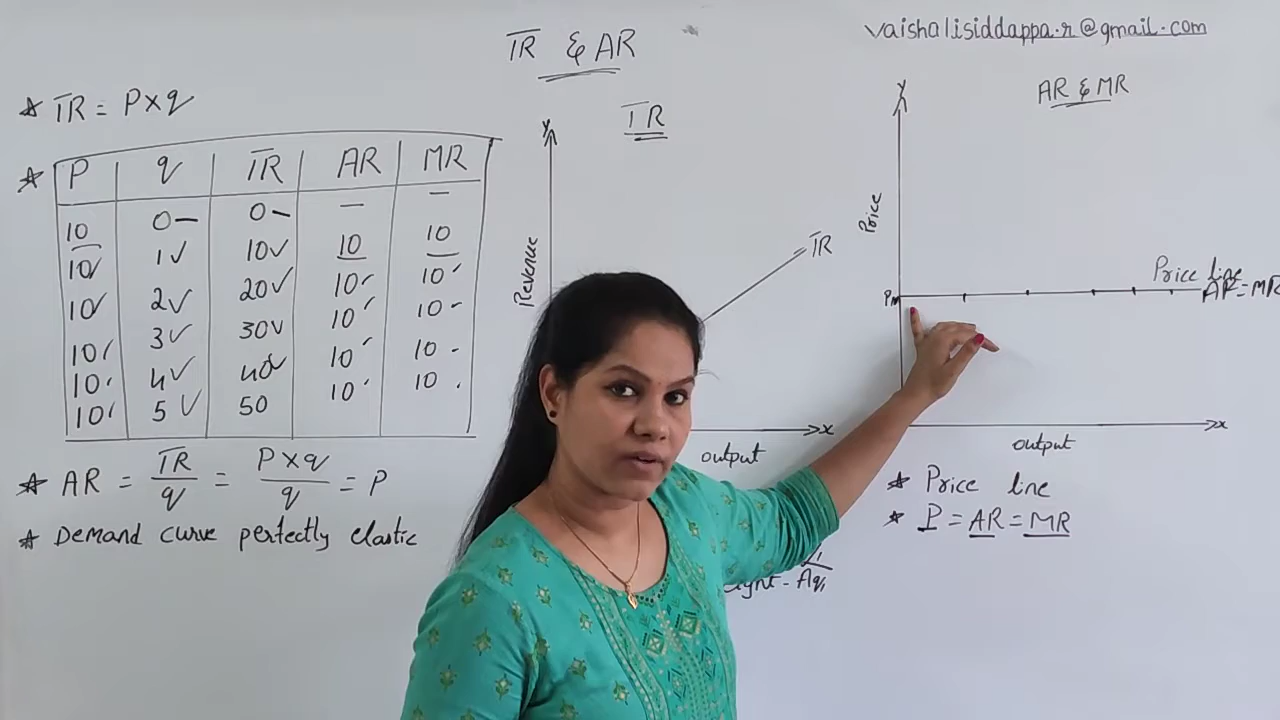 vaishalisiddappa.r@gmail.com
TR & AR
* TR = P×q
* P q TR AR MR
10 0 — 0 — — —
10 1 10 10 10
10 2 20 10 10
10 3 30 10 10
10 4 40 10 10
10 5 50 10 10
* AR = TR/q = P×q/q = P
* Demand curve perfectly elastic
TR
Y
Revenue
TR
x
output
AR & MR
Y
Price
Price line
Pm
AR = MR
x
output
* Price line
* P = AR = MR